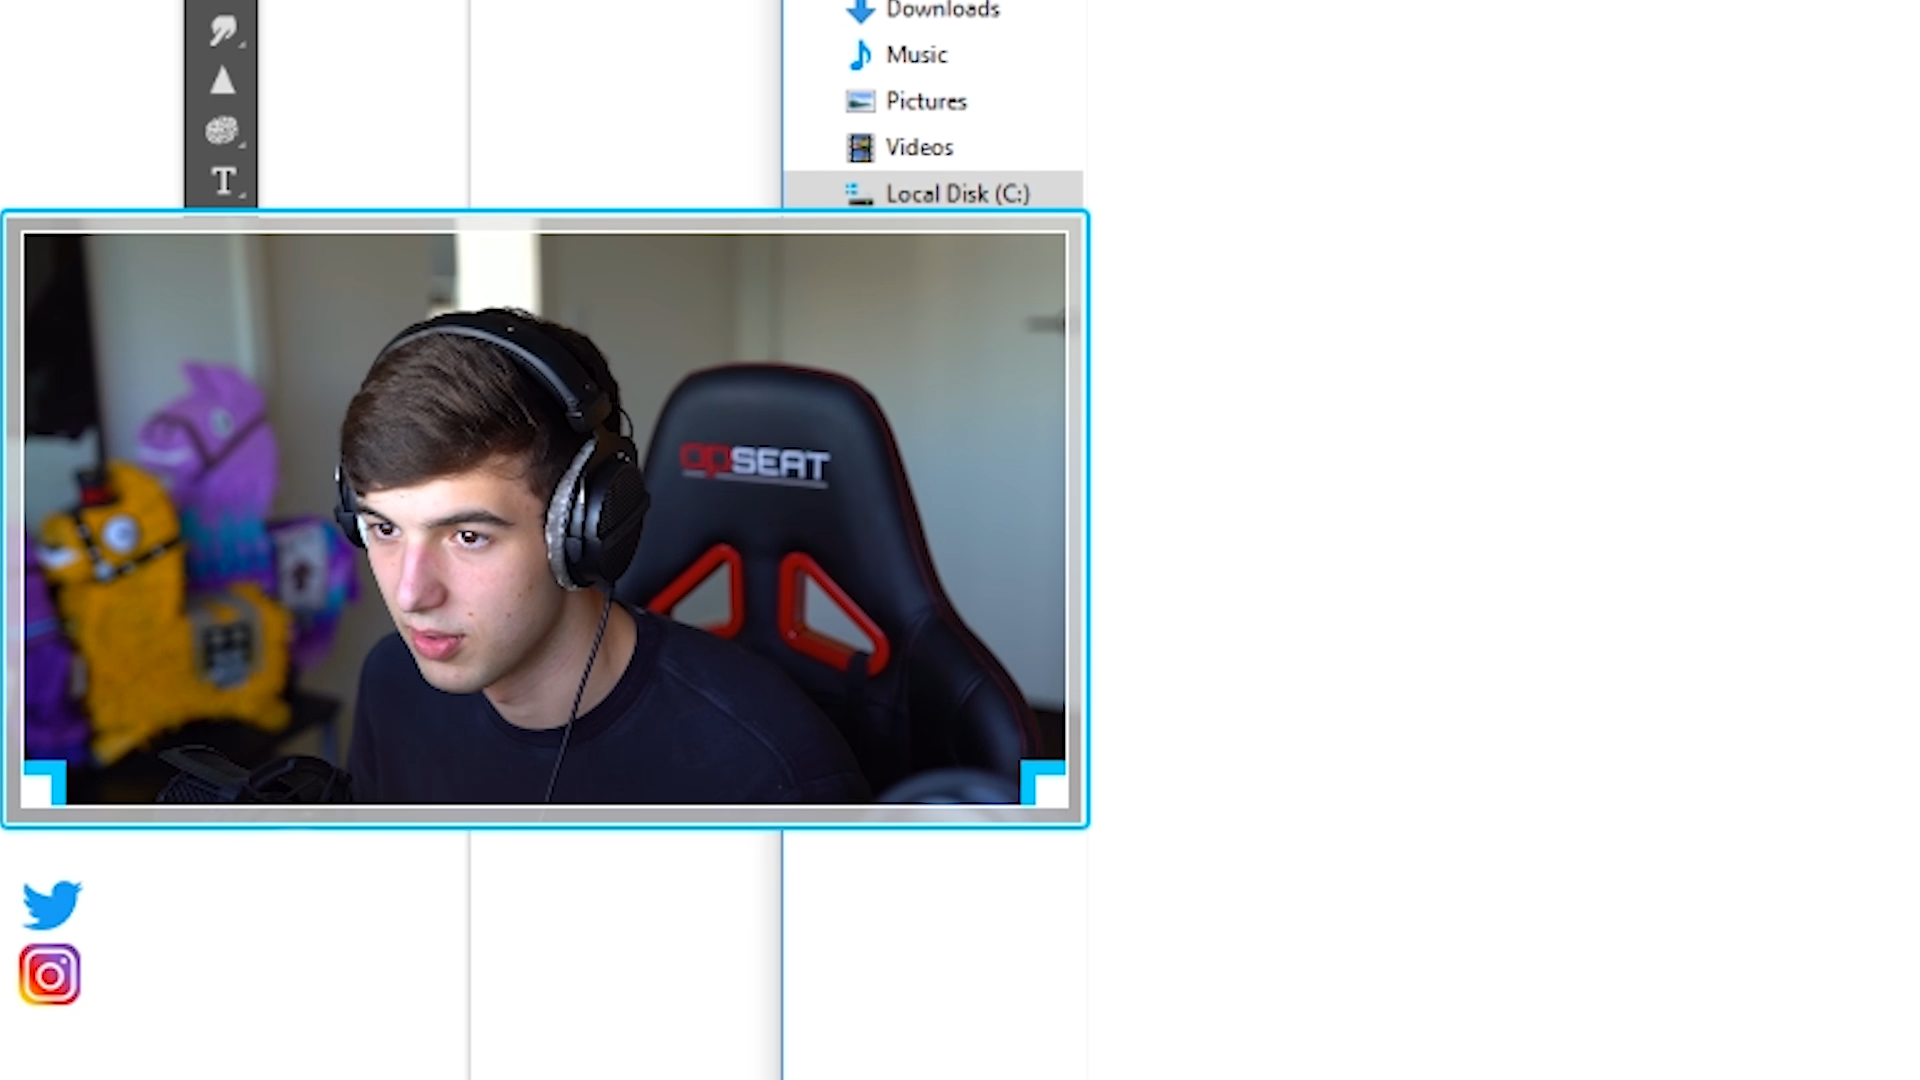 Downloads
Music
Pictures
Videos
T
Local Disk (C:)
opSEAT